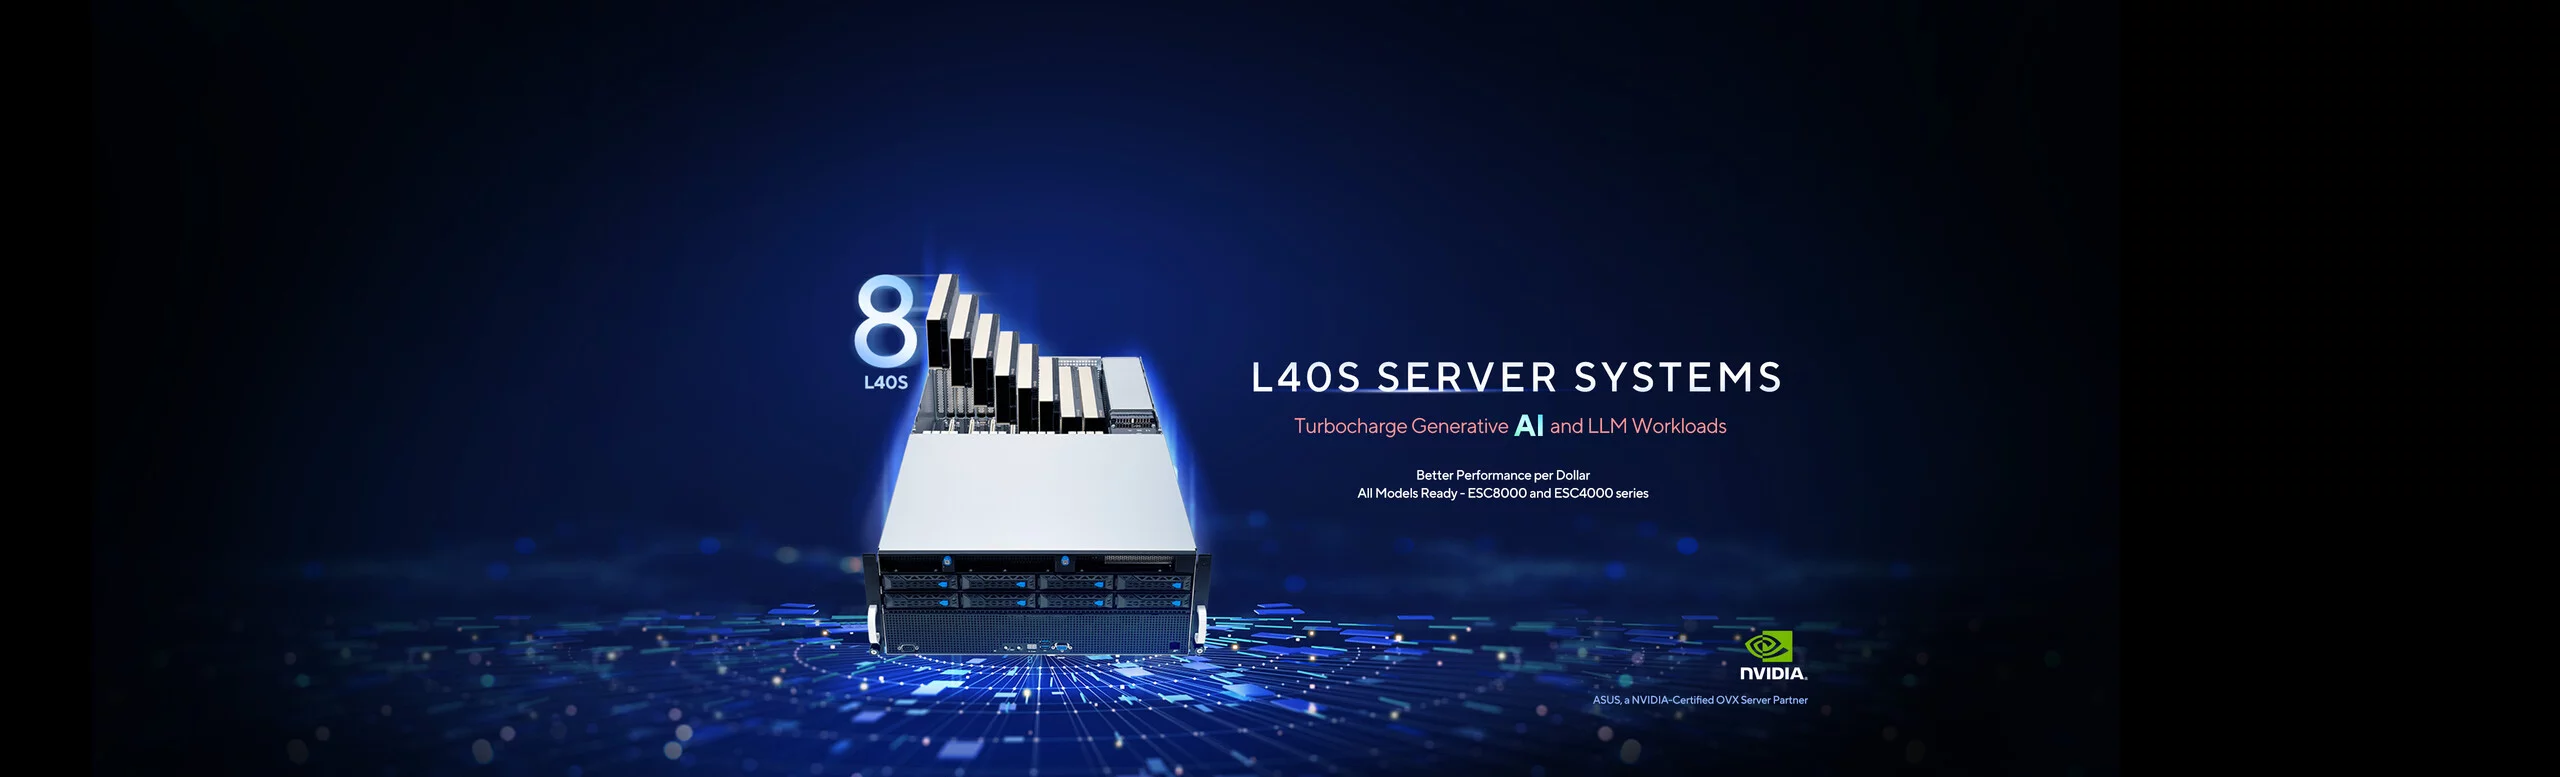 8
L40S
L40S SERVER SYSTEMS
Turbocharge Generative AI and LLM Workloads
Better Performance per Dollar
All Models Ready - ESC8000 and ESC4000 series
NVIDIA.
ASUS, a NVIDIA-Certified OVX Server Partner